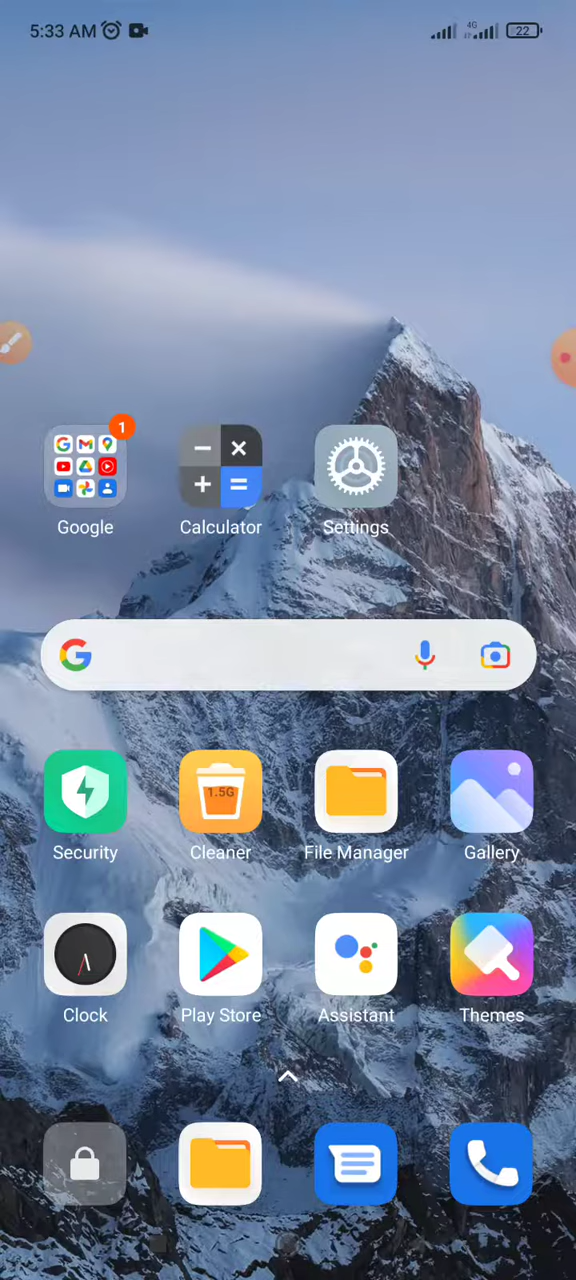 5:33 AM
4G
22
1
Google
Calculator
Settings
1.5G
Security
Cleaner
File Manager
Gallery
Clock
Play Store
Assistant
Themes